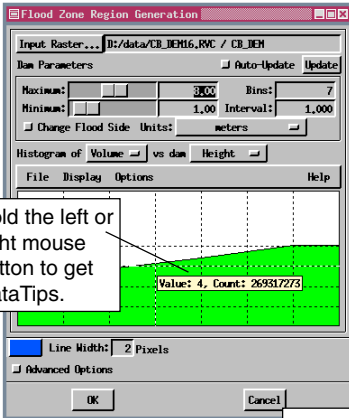 Flood Zone Region Generation
Input Raster... D:/data/CB_DEM16.RVC / CB_DEM
Dam Parameters Auto-Update Update
Maximum: 8.00 Bins: 7
Minimum: 1.00 Interval: 1.000
Change Flood Side Units: meters
Histogram of Volume vs dam Height
File Display Options Help
old the left or
ght mouse
tton to get
ataTips.
Value: 4, Count: 269317273
Line Width: 2 Pixels
Advanced Options
OK Cancel